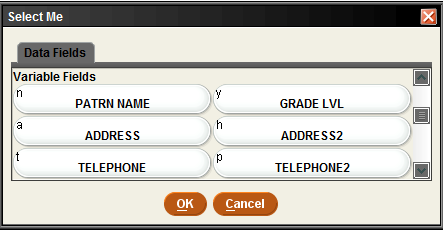 Select Me
Data Fields
Variable Fields
n PATRN NAME
y GRADE LVL
a ADDRESS
h ADDRESS2
t TELEPHONE
p TELEPHONE2
OK
Cancel